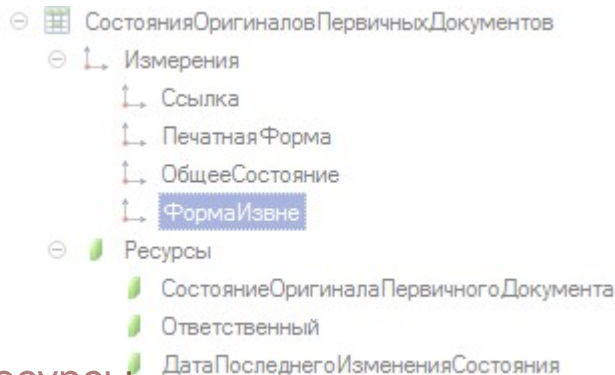 СостоянияОригиналовПервичныхДокументов
Измерения
Ссылка
ПечатнаяФорма
ОбщееСостояние
ФормаИзвне
Ресурсы
СостояниеОригиналаПервичногоДокумента
Ответственный
ДатаПоследнегоИзмененияСостояния